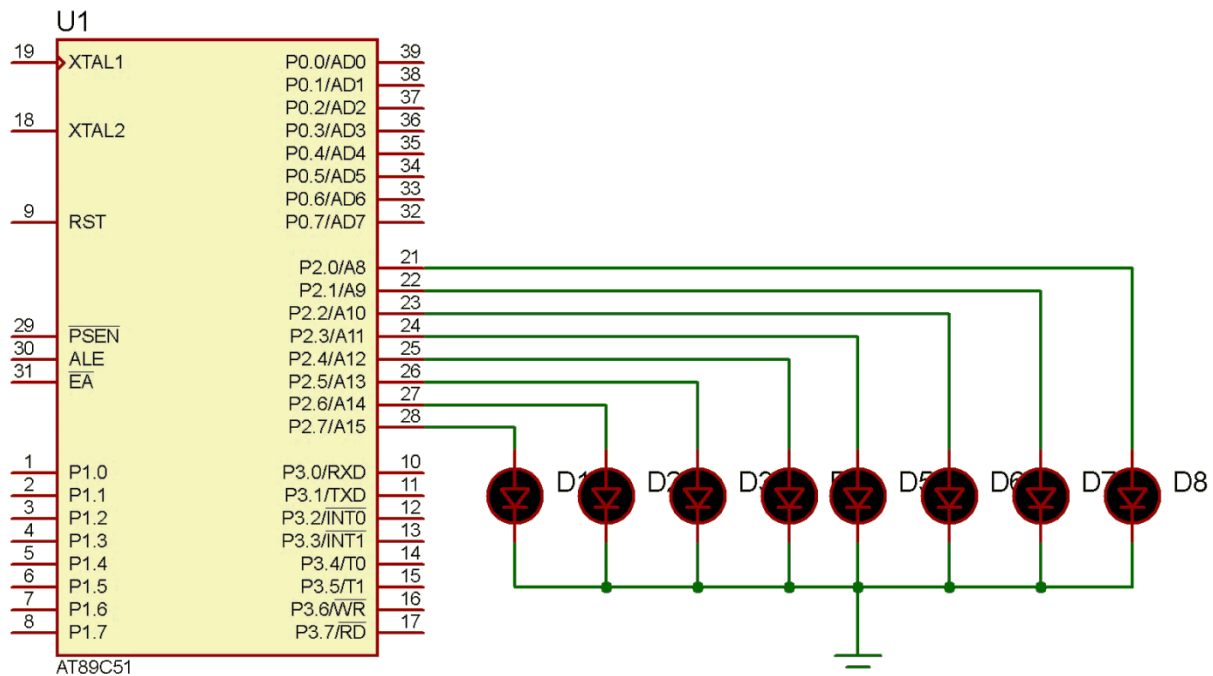 U1
19
XTAL1
18
XTAL2
9
RST
29
PSEN
30
ALE
31
EA
1
P1.0
2
P1.1
3
P1.2
4
P1.3
5
P1.4
6
P1.5
7
P1.6
8
P1.7
P0.0/AD0
39
P0.1/AD1
38
P0.2/AD2
37
P0.3/AD3
36
P0.4/AD4
35
P0.5/AD5
34
P0.6/AD6
33
P0.7/AD7
32
P2.0/A8
21
P2.1/A9
22
P2.2/A10
23
P2.3/A11
24
P2.4/A12
25
P2.5/A13
26
P2.6/A14
27
P2.7/A15
28
P3.0/RXD
10
P3.1/TXD
11
P3.2/INT0
12
P3.3/INT1
13
P3.4/T0
14
P3.5/T1
15
P3.6/WR
16
P3.7/RD
17
AT89C51
D1
D2
D3
D5
D6
D7
D8